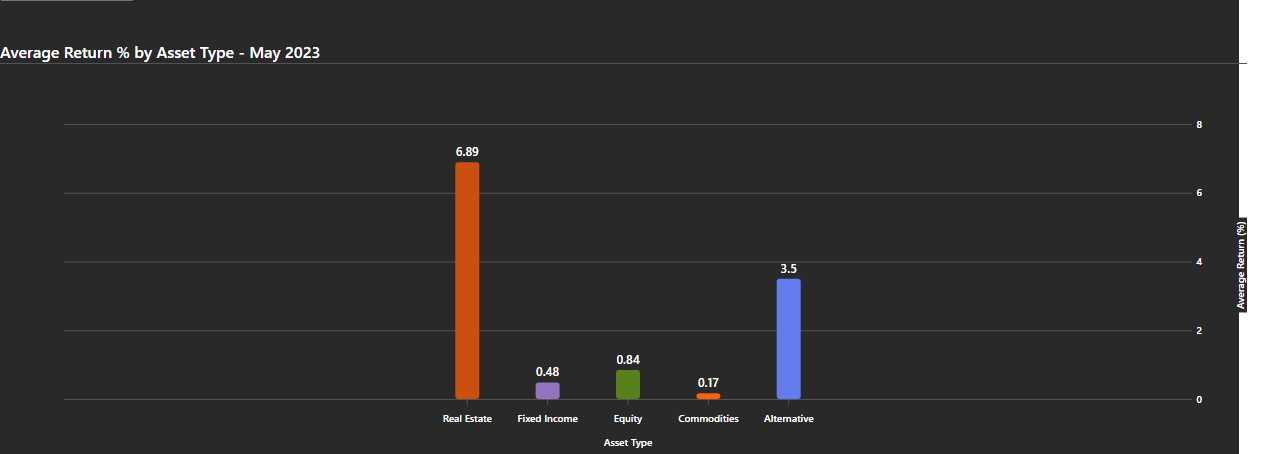 Average Return % by Asset Type - May 2023
8
6.89
6
Average Return (%)
4
3.5
2
0.84
0.48
0.17
0
Real Estate Fixed Income Equity Commodities Alternative
Asset Type